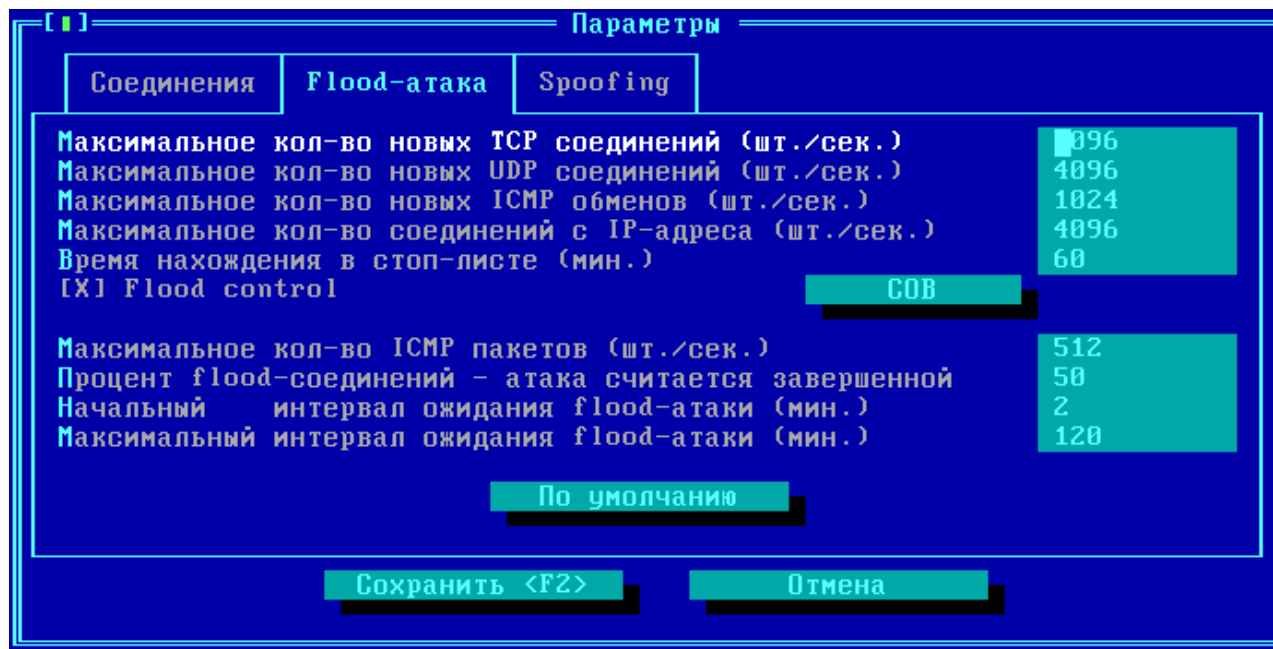 [▮] Параметры
Соединения Flood-атака Spoofing
Максимальное кол-во новых TCP соединений (шт./сек.) 4096
Максимальное кол-во новых UDP соединений (шт./сек.) 4096
Максимальное кол-во новых ICMP обменов (шт./сек.) 1024
Максимальное кол-во соединений с IP-адреса (шт./сек.) 4096
Время нахождения в стоп-листе (мин.) 60
[X] Flood control СОВ
Максимальное кол-во ICMP пакетов (шт./сек.) 512
Процент flood-соединений - атака считается завершенной 50
Начальный интервал ожидания flood-атаки (мин.) 2
Максимальный интервал ожидания flood-атаки (мин.) 120
По умолчанию
Сохранить <F2> Отмена